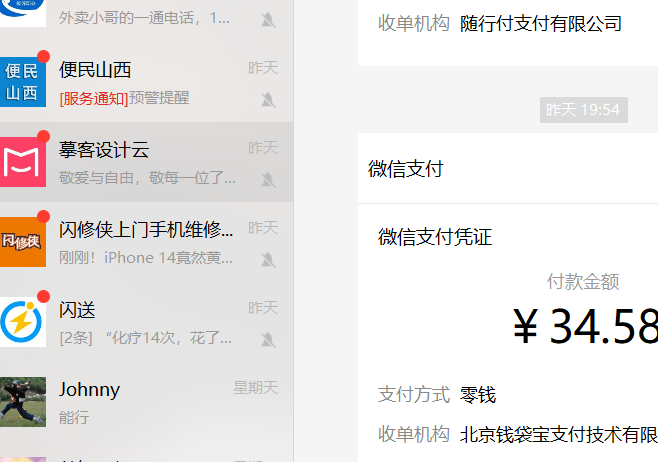 外卖小哥的一通电话，1...
便民山西
昨天
便民
山西
[服务通知]预警提醒
摹客设计云
昨天
敬爱与自由，敬每一位了...
闪修侠上门手机维修...
昨天
闪修侠
刚刚！iPhone 14竟然黄...
闪送
昨天
[2条] “化疗14次，花了...
Johnny
星期天
能行
收单机构 随行付支付有限公司
昨天 19:54
微信支付
微信支付凭证
付款金额
¥ 34.58
支付方式 零钱
收单机构 北京钱袋宝支付技术有限